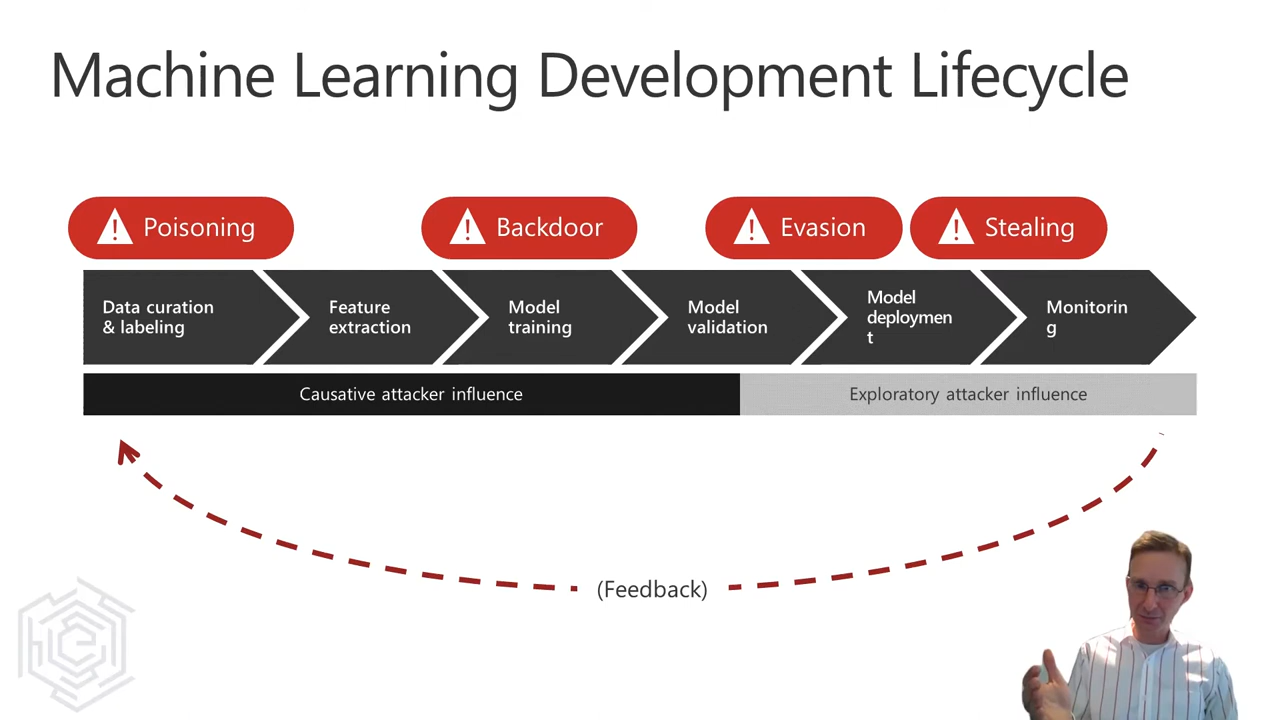 Machine Learning Development Lifecycle
Poisoning
Backdoor
Evasion
Stealing
Data curation
& labeling
Feature
extraction
Model
training
Model
validation
Model
deploymen
t
Monitorin
g
Causative attacker influence
Exploratory attacker influence
(Feedback)